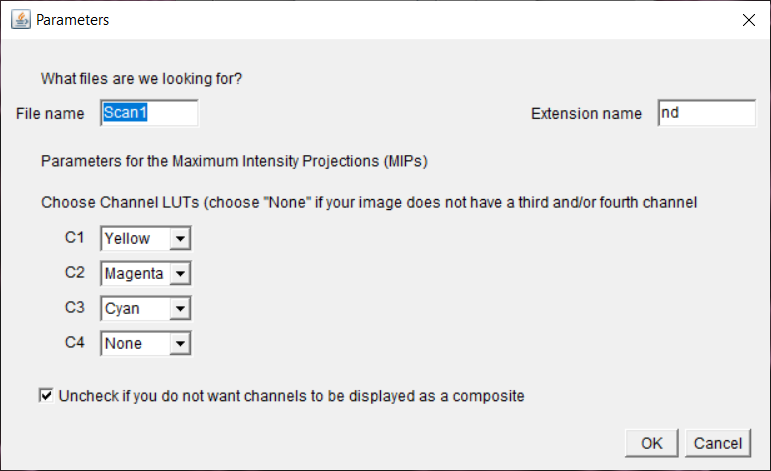 Parameters
What files are we looking for?
File name Scan1 Extension name nd
Parameters for the Maximum Intensity Projections (MIPs)
Choose Channel LUTs (choose "None" if your image does not have a third and/or fourth channel
C1 Yellow
C2 Magenta
C3 Cyan
C4 None
Uncheck if you do not want channels to be displayed as a composite
OK Cancel